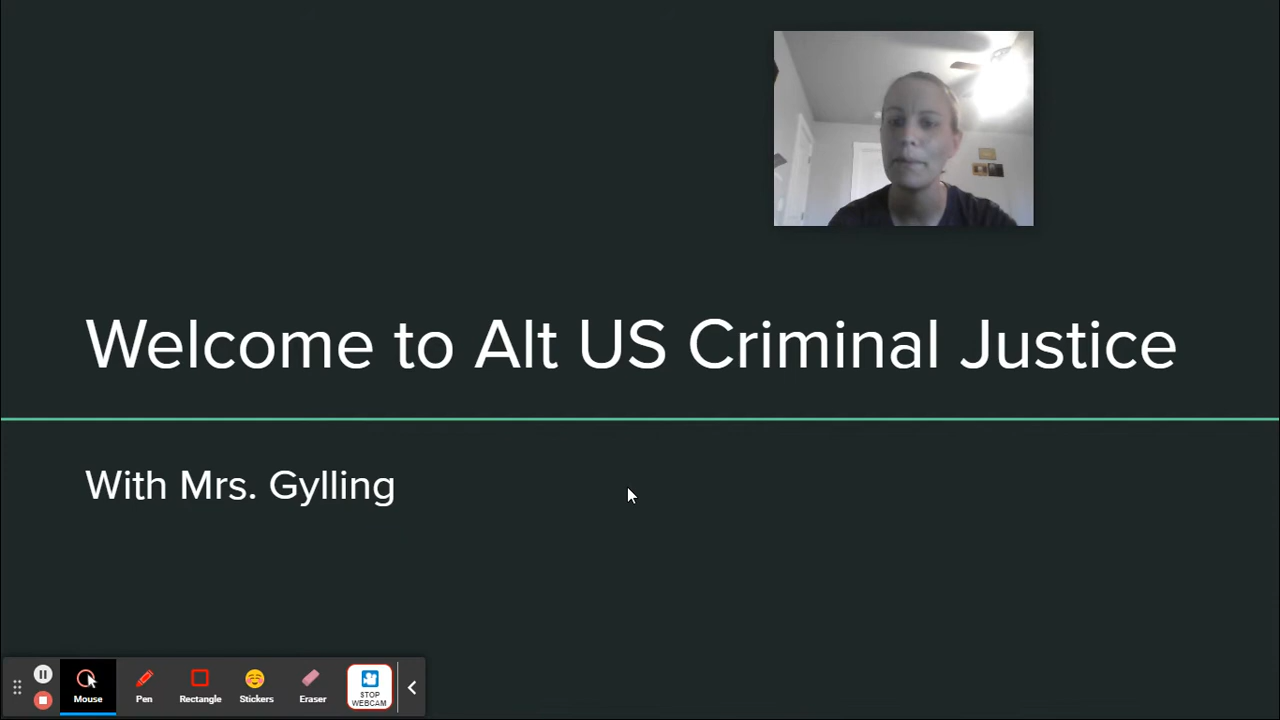 Welcome to Alt US Criminal Justice
With Mrs. Gylling
Mouse
Pen
Rectangle
Stickers
Eraser
STOP
WEBCAM